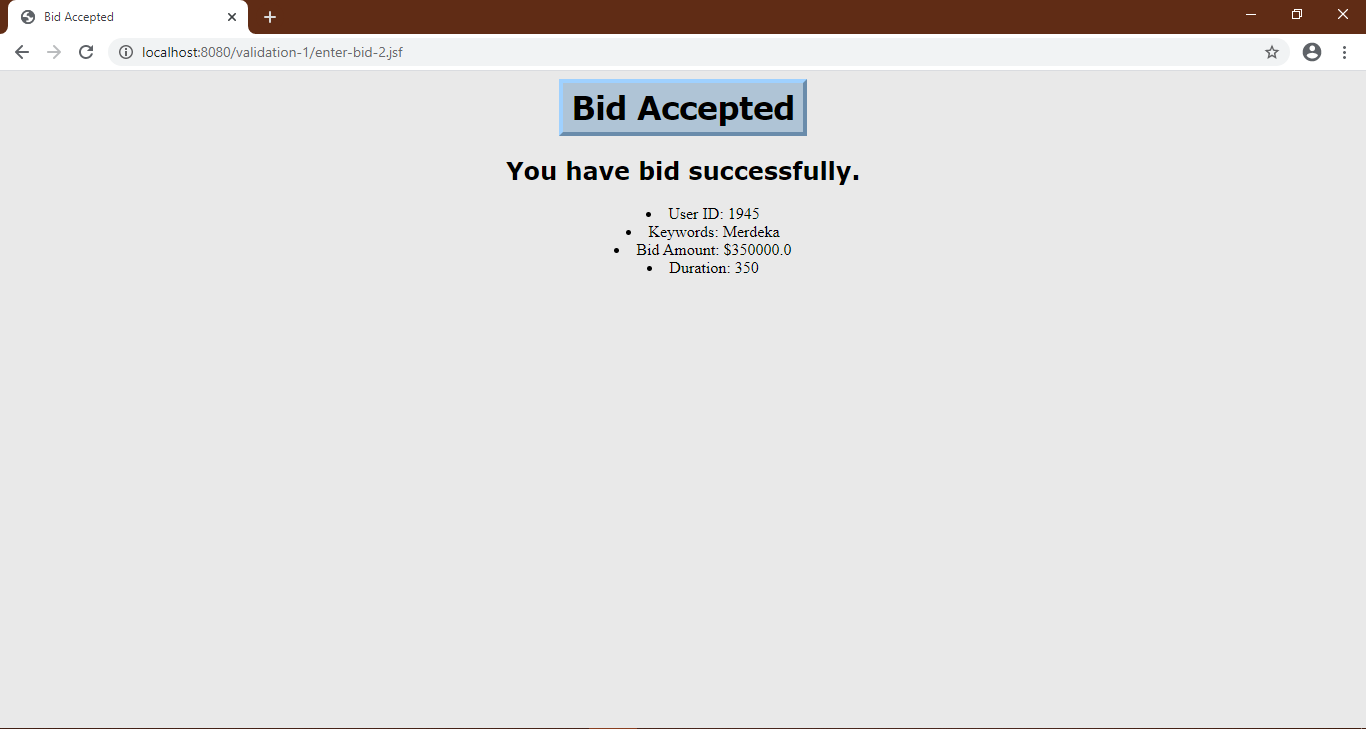 Bid Accepted
localhost:8080/validation-1/enter-bid-2.jsf
Bid Accepted
You have bid successfully.
• User ID: 1945
• Keywords: Merdeka
• Bid Amount: $350000.0
• Duration: 350